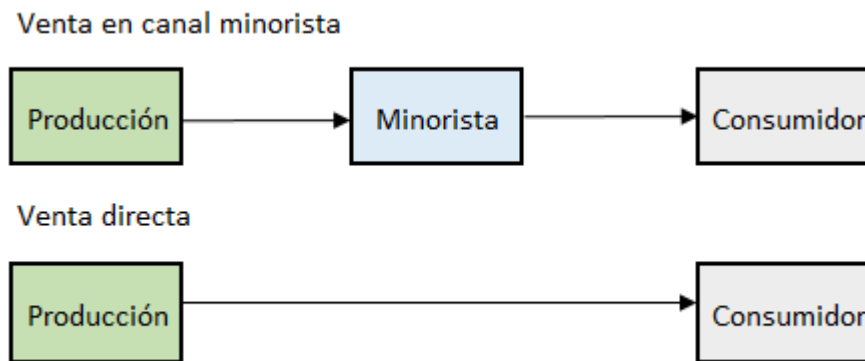 Venta en canal minorista
Producción Minorista Consumidor
Venta directa
Producción Consumidor